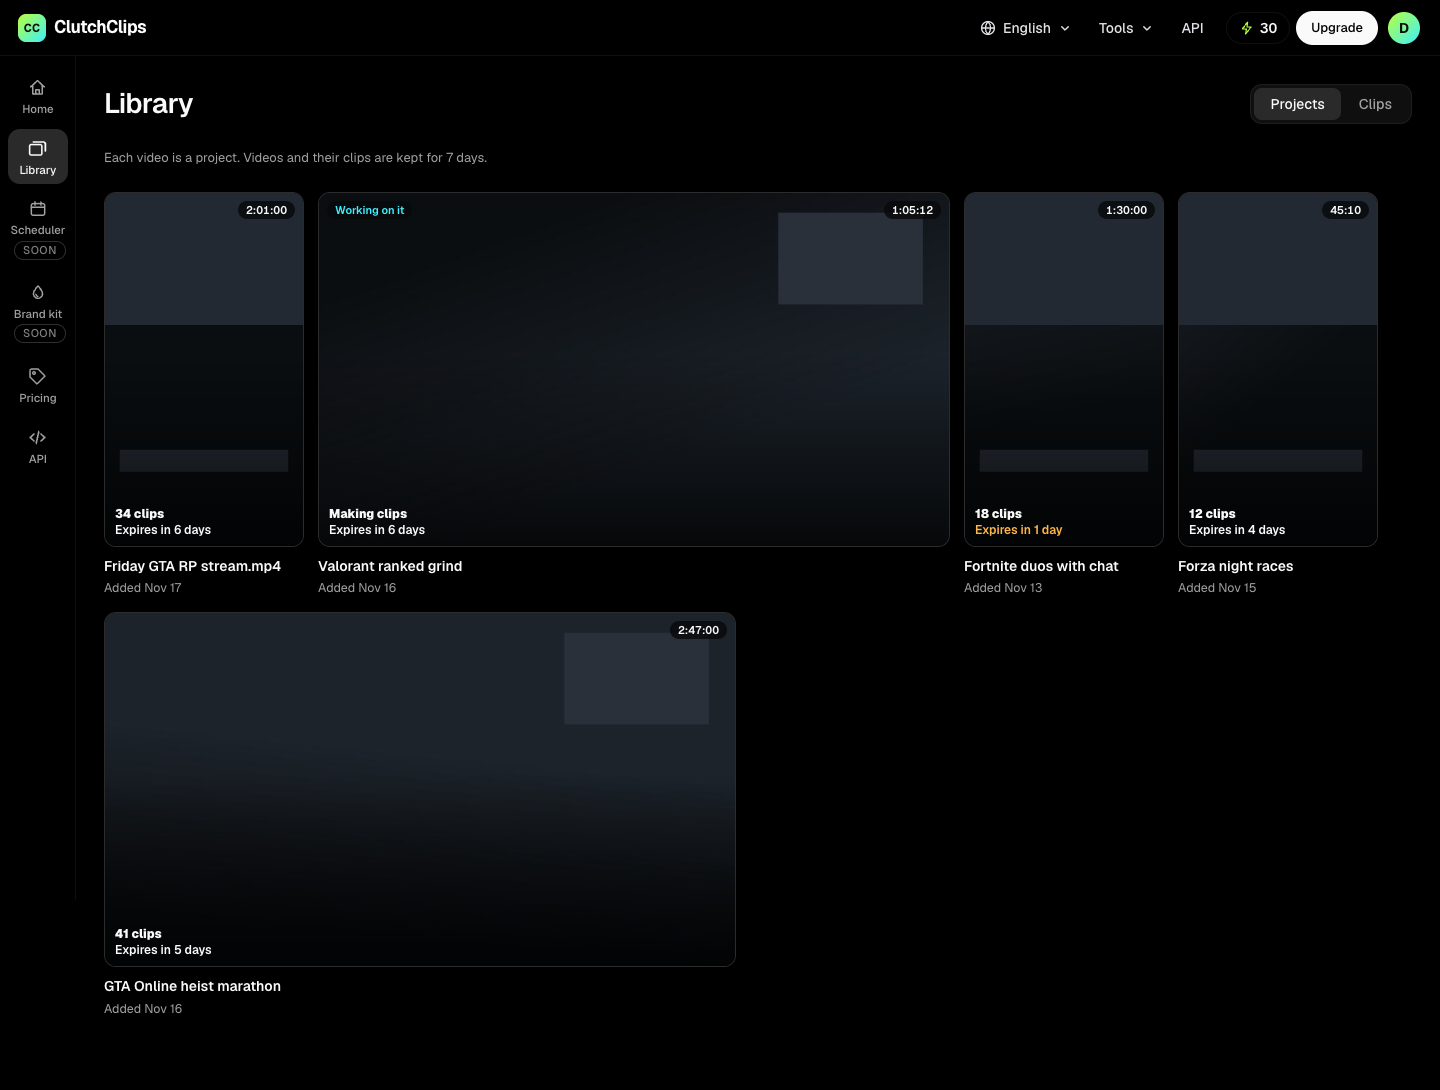 CC ClutchClips
English
Tools
API
30
Upgrade
D
Home
Library
Scheduler
SOON
Brand kit
SOON
Pricing
API
Library
Projects
Clips
Each video is a project. Videos and their clips are kept for 7 days.
2:01:00
34 clips
Expires in 6 days
Friday GTA RP stream.mp4
Added Nov 17
Working on it
1:05:12
Making clips
Expires in 6 days
Valorant ranked grind
Added Nov 16
1:30:00
18 clips
Expires in 1 day
Fortnite duos with chat
Added Nov 13
45:10
12 clips
Expires in 4 days
Forza night races
Added Nov 15
2:47:00
41 clips
Expires in 5 days
GTA Online heist marathon
Added Nov 16